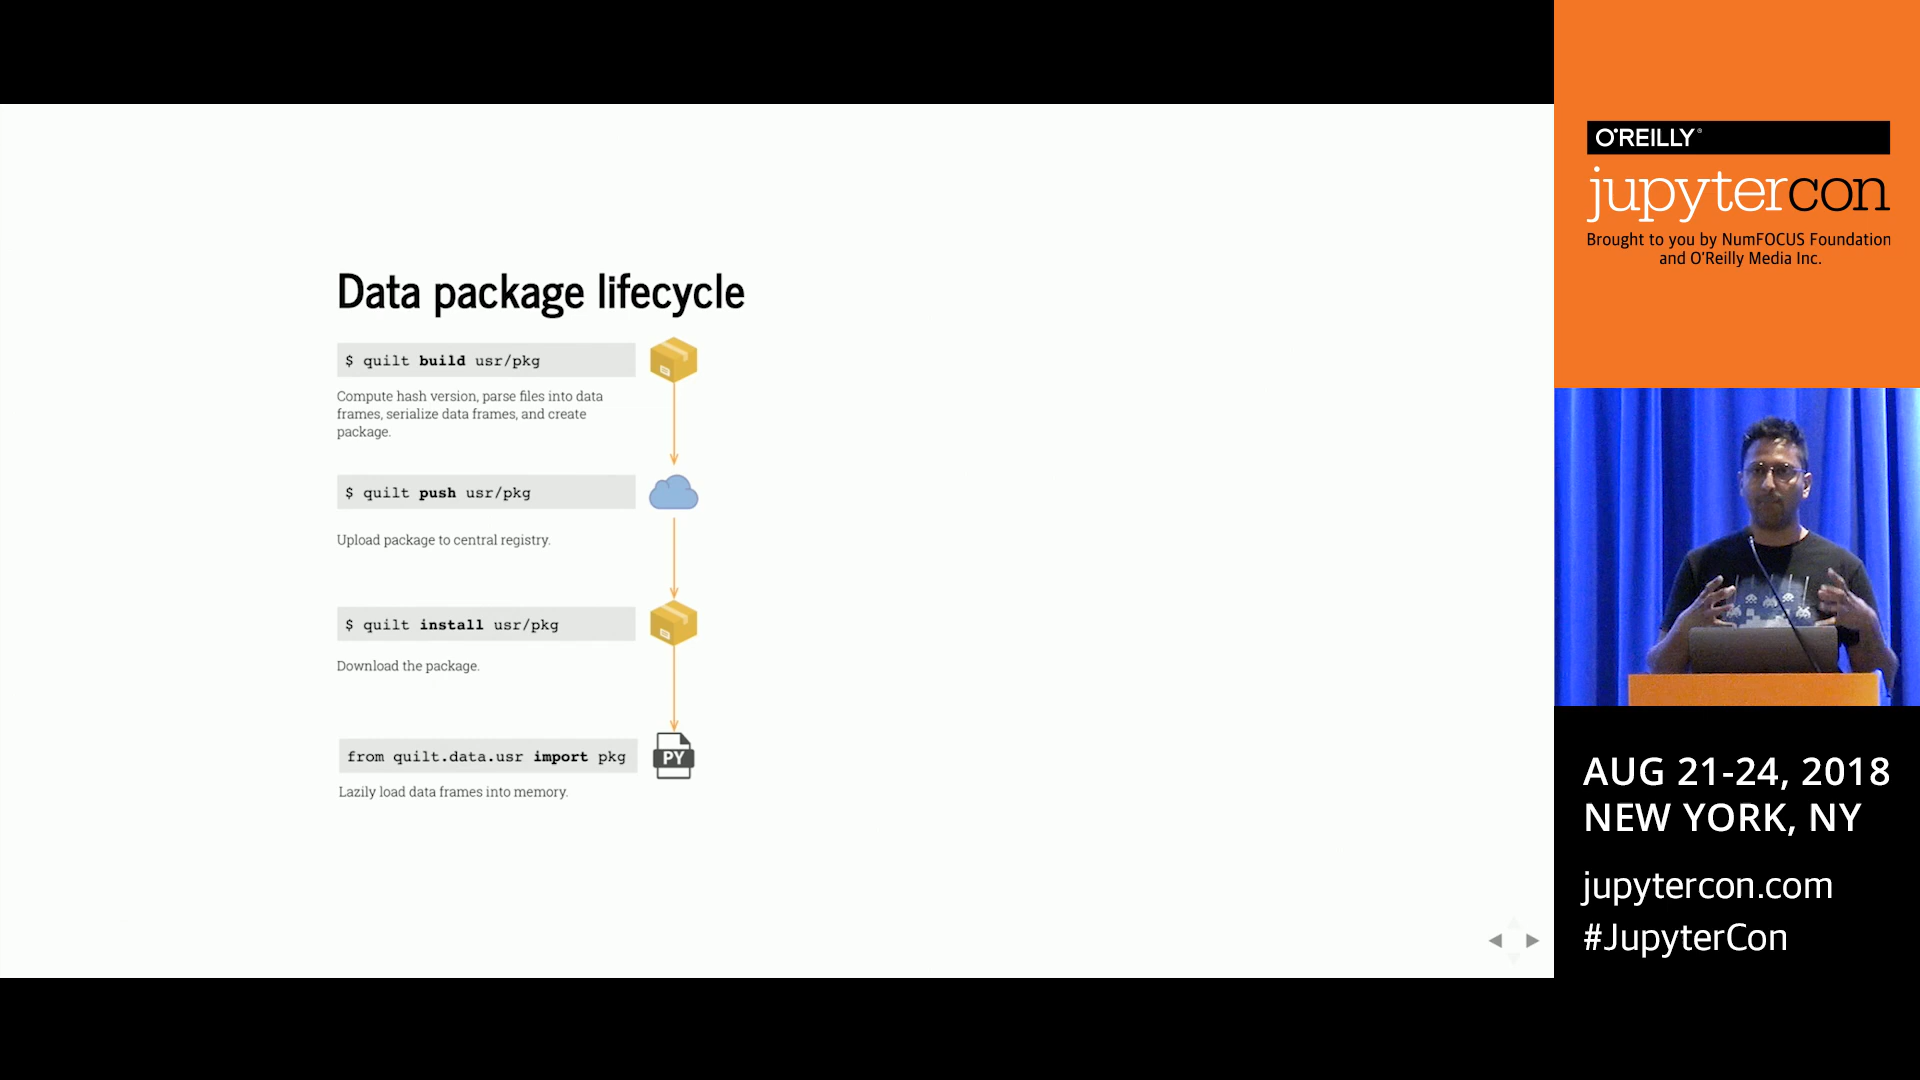 Data package lifecycle
$ quilt build usr/pkg
Compute hash version, parse files into data
frames, serialize data frames, and create
package.
$ quilt push usr/pkg
Upload package to central registry.
$ quilt install usr/pkg
Download the package.
from quilt.data.usr import pkg
PY
Lazily load data frames into memory.
O'REILLY®
jupytercon
Brought to you by NumFOCUS Foundation
and O'Reilly Media Inc.
AUG 21-24, 2018
NEW YORK, NY
jupytercon.com
#JupyterCon